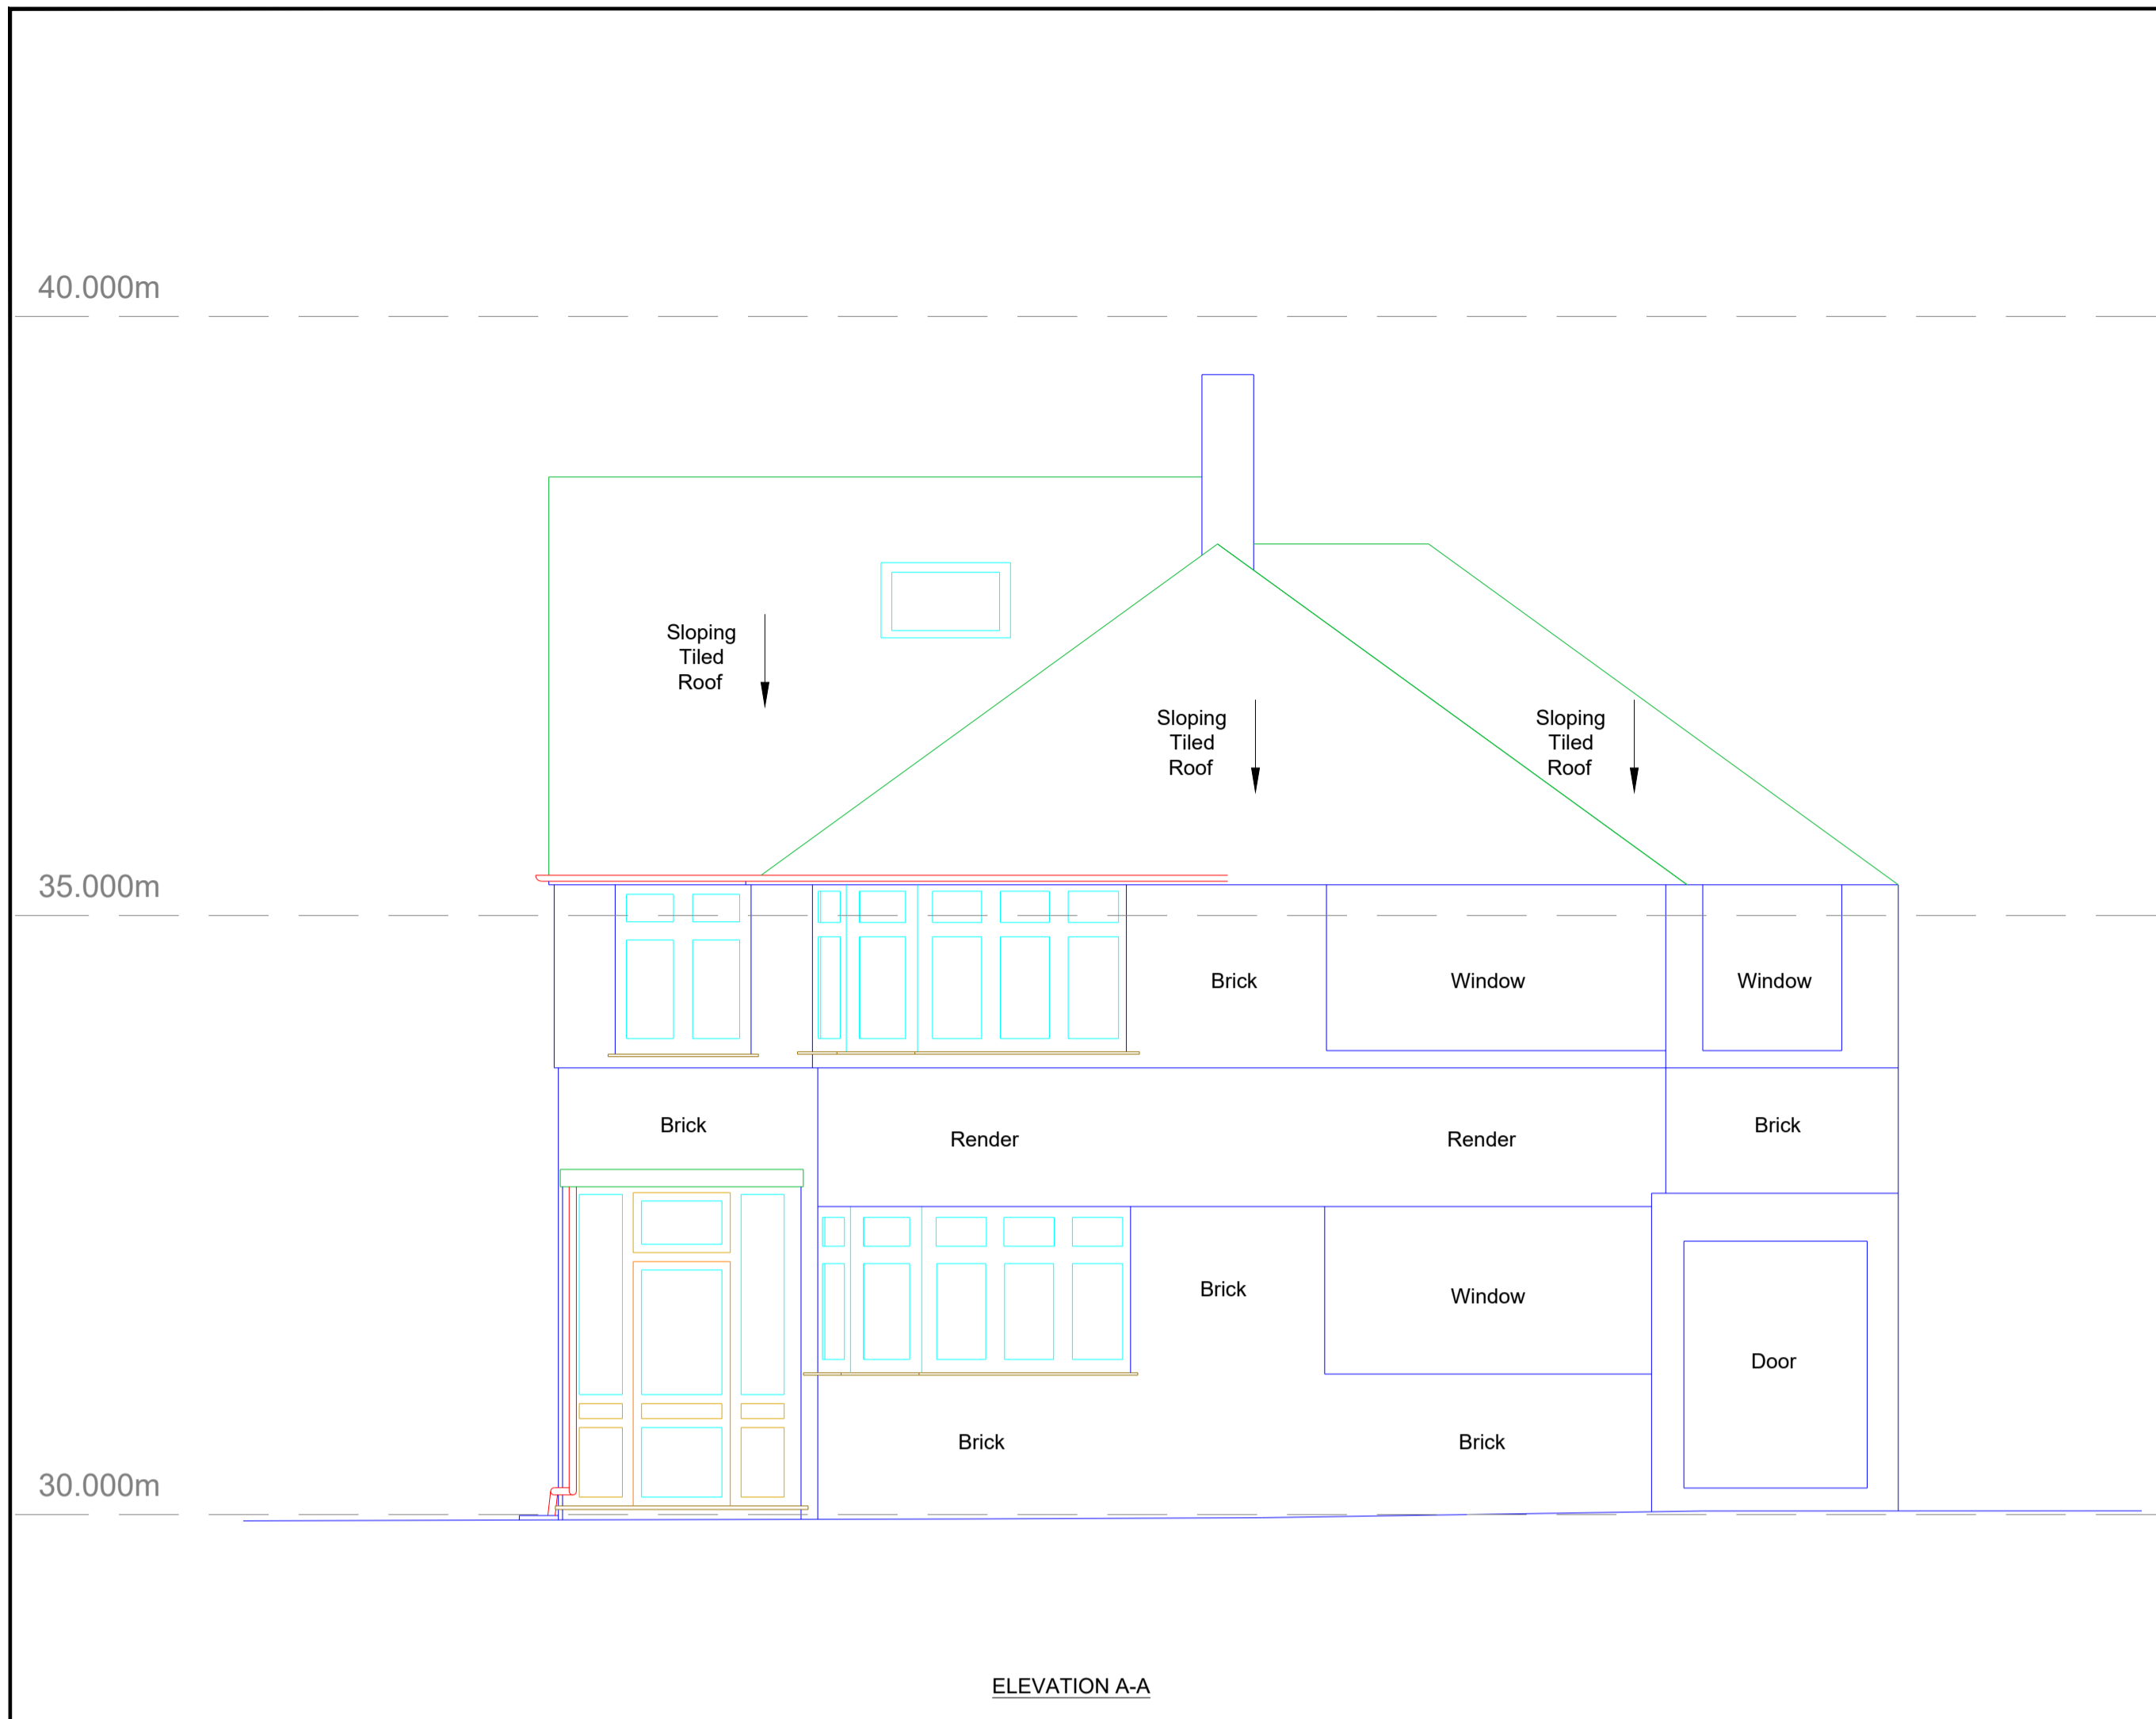 40.000m
Sloping
Tiled
Roof
Sloping
Tiled
Roof
Sloping
Tiled
Roof
35.000m
Brick
Window
Window
Brick
Render
Render
Brick
Brick
Window
Door
Brick
Brick
30.000m
ELEVATION A-A